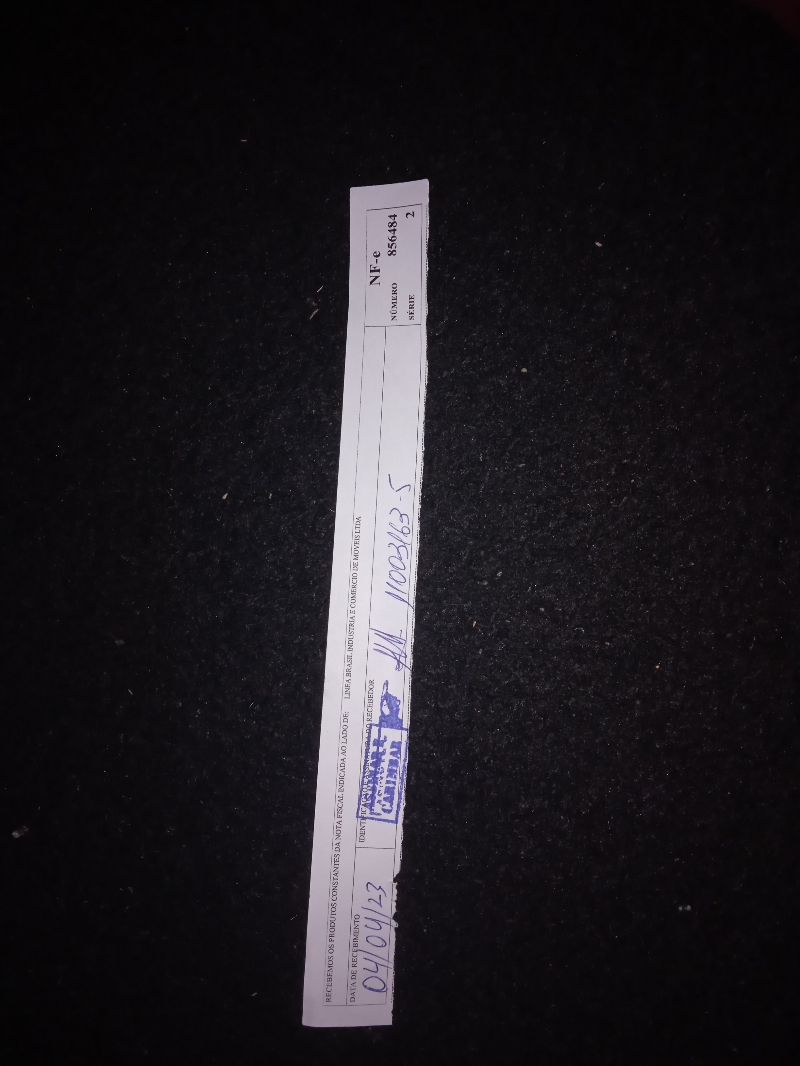 RECEBEMOS OS PRODUTOS CONSTANTES DA NOTA FISCAL INDICADA AO LADO DE: LINEA BRASIL INDUSTRIA E COMERCIO DE MOVEIS LTDA
DATA DE RECEBIMENTO
04/04/23
DO RECEBEDOR
11003163-5
NF-e
NÚMERO 856484
SÉRIE 2